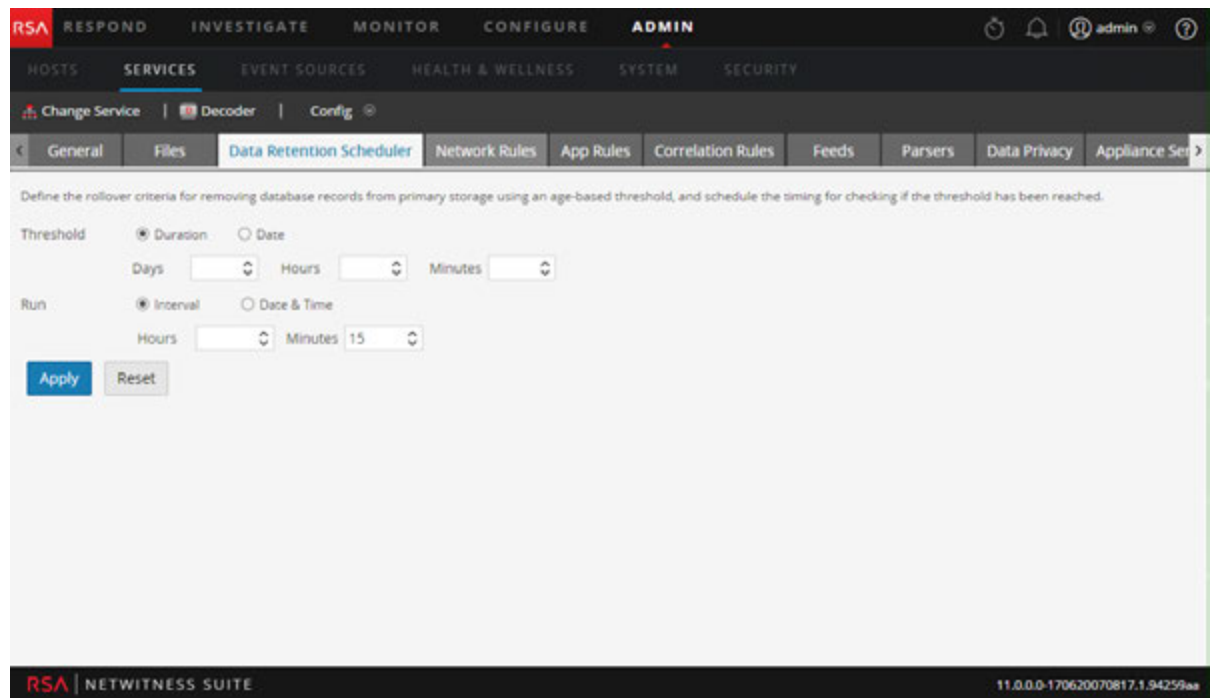 RSA RESPOND INVESTIGATE MONITOR CONFIGURE ADMIN admin
HOSTS SERVICES EVENT SOURCES HEALTH & WELLNESS SYSTEM SECURITY
Change Service | Decoder | Config
General Files Data Retention Scheduler Network Rules App Rules Correlation Rules Feeds Parsers Data Privacy Appliance Ser
Define the rollover criteria for removing database records from primary storage using an age-based threshold, and schedule the timing for checking if the threshold has been reached.
Threshold Duration Date
Days Hours Minutes
Run Interval Date & Time
Hours Minutes 15
Apply Reset
RSA | NETWITNESS SUITE 11.0.0.0-170620070817.1.94259aa